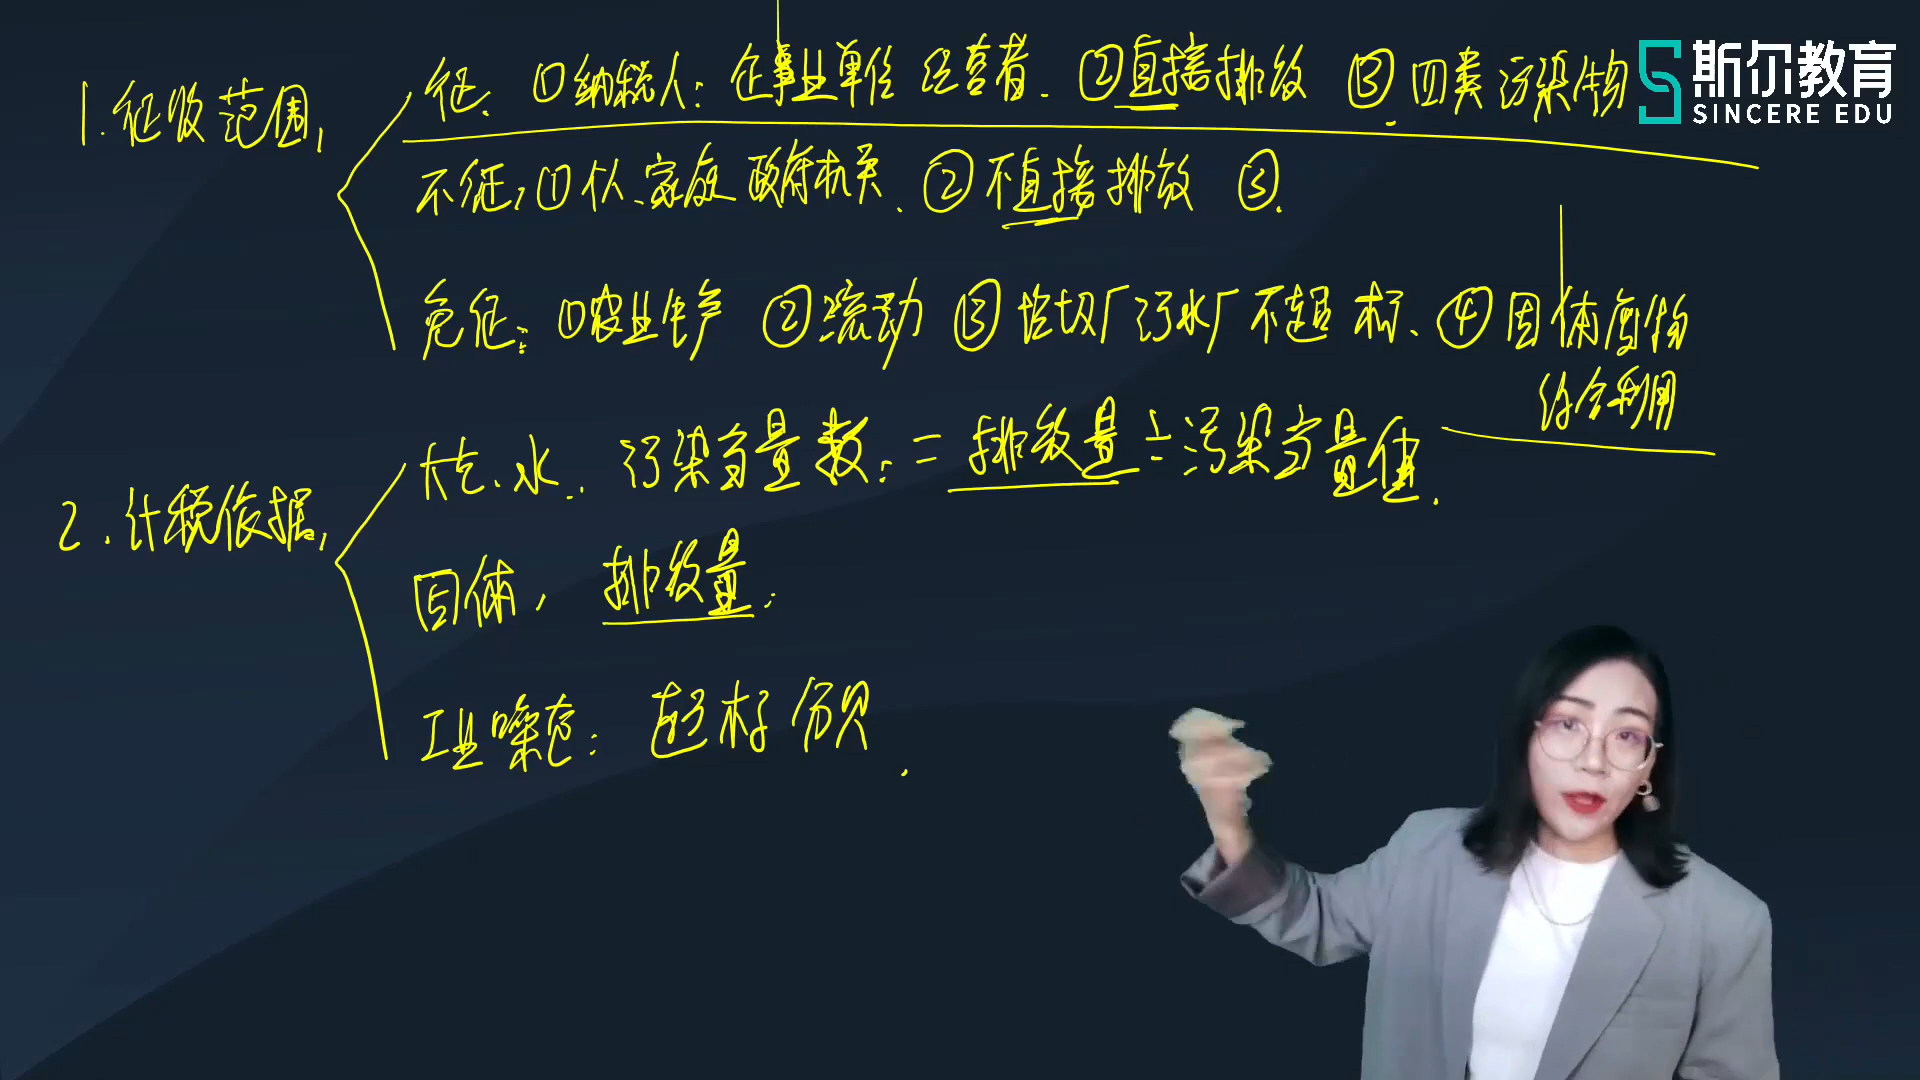 斯尔教育
SINCERE EDU
1.征收范围,
征、①纳税人:企事业单位 经营者. ②直接排放 ③.四类污染物
不征,①个人、家庭 政府机关. ②不直接排放 ③.
免征:①农业生产 ②流动 ③垃圾厂污水厂不超标、④固体废物
综合利用
2.计税依据,
大气、水.. 污染当量数:=排放量÷污染当量值.
固体, 排放量.
工业噪声: 超标分贝.